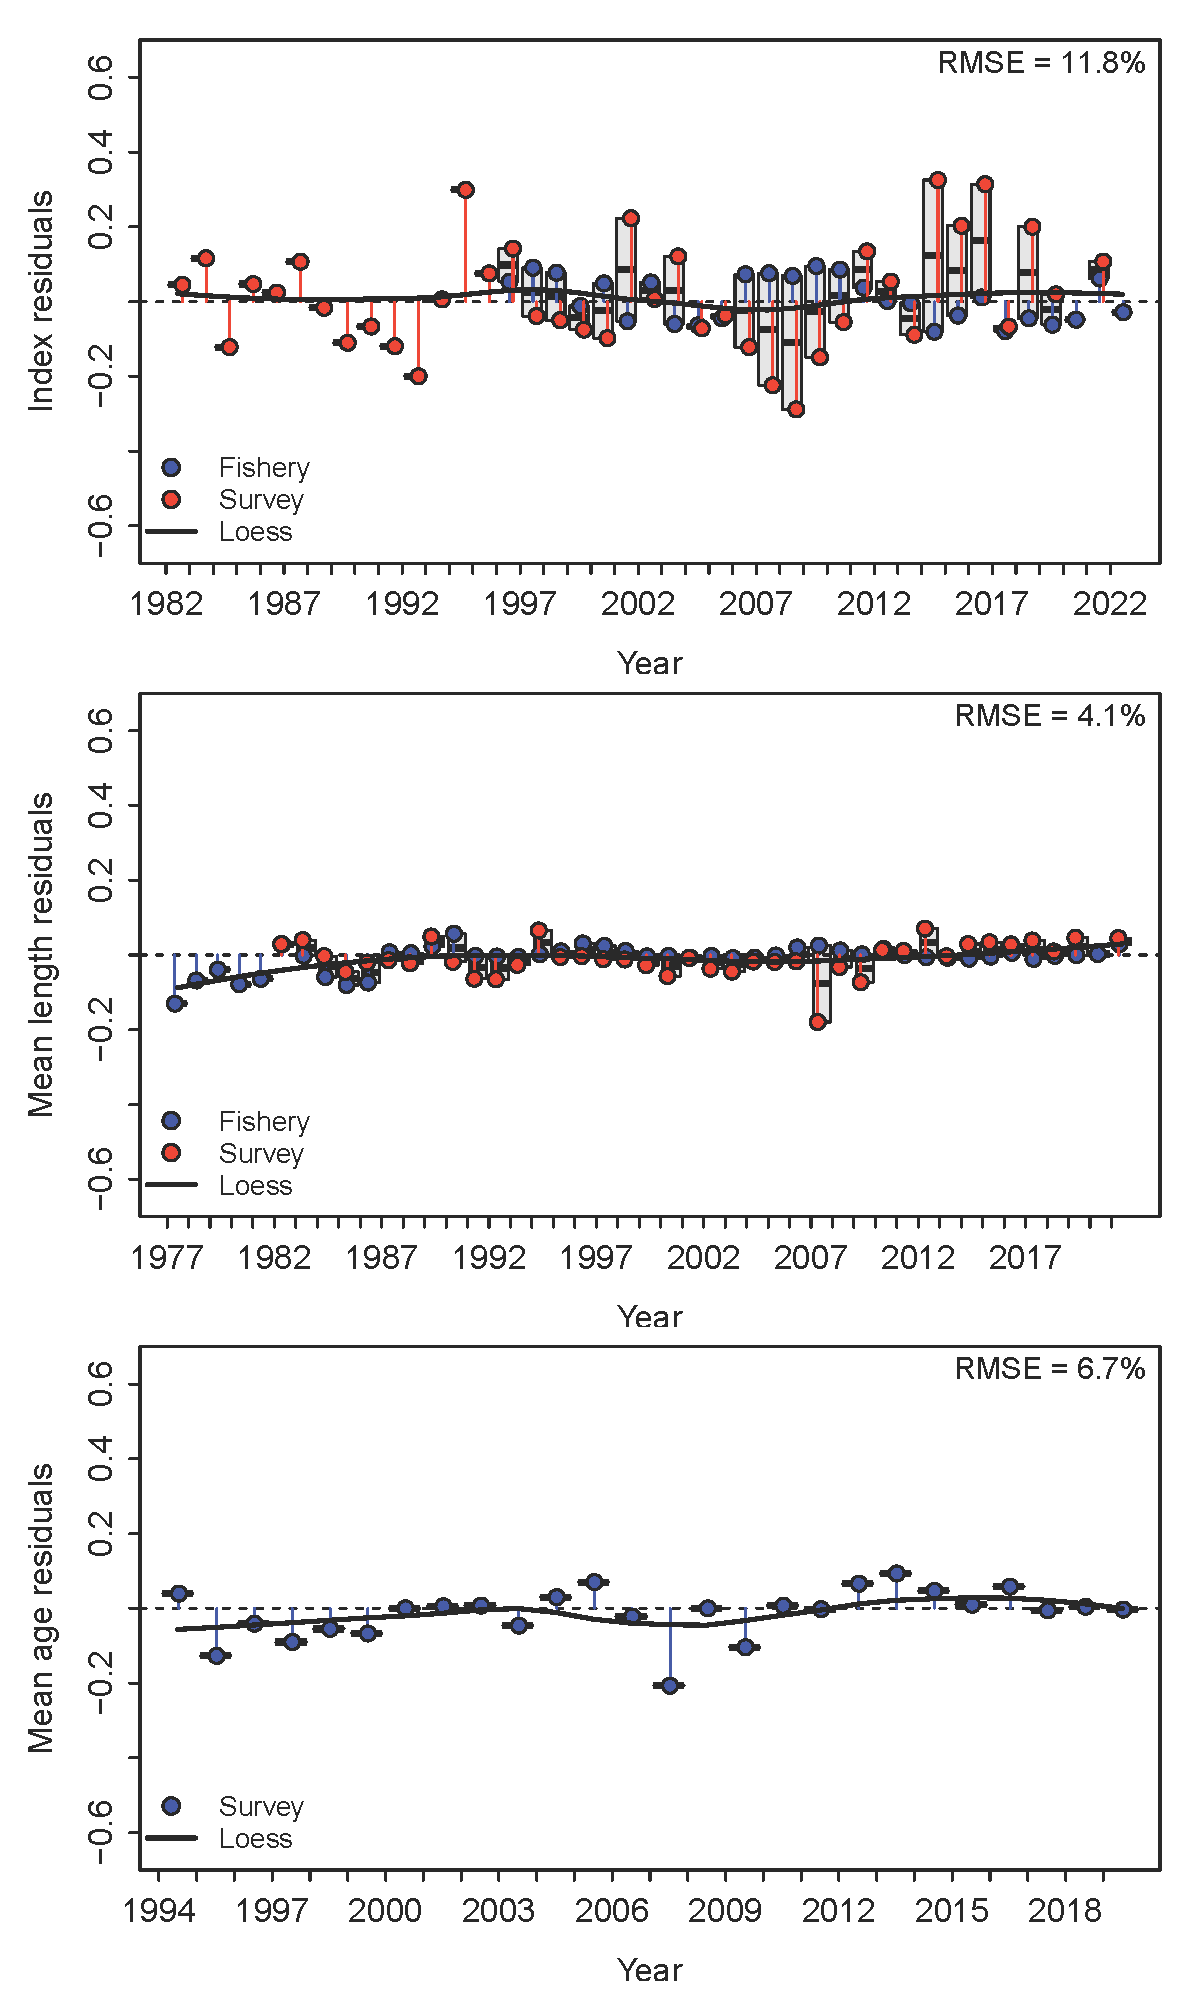 RMSE = 11.8%
0.6
0.4
0.2
−0.2
−0.6
Index residuals
Fishery
Survey
Loess
1982 1987 1992 1997 2002 2007 2012 2017 2022
Year
RMSE = 4.1%
0.6
0.4
0.2
−0.2
−0.6
Mean length residuals
Fishery
Survey
Loess
1977 1982 1987 1992 1997 2002 2007 2012 2017
Year
RMSE = 6.7%
0.6
0.4
0.2
−0.2
−0.6
Mean age residuals
Survey
Loess
1994 1997 2000 2003 2006 2009 2012 2015 2018
Year